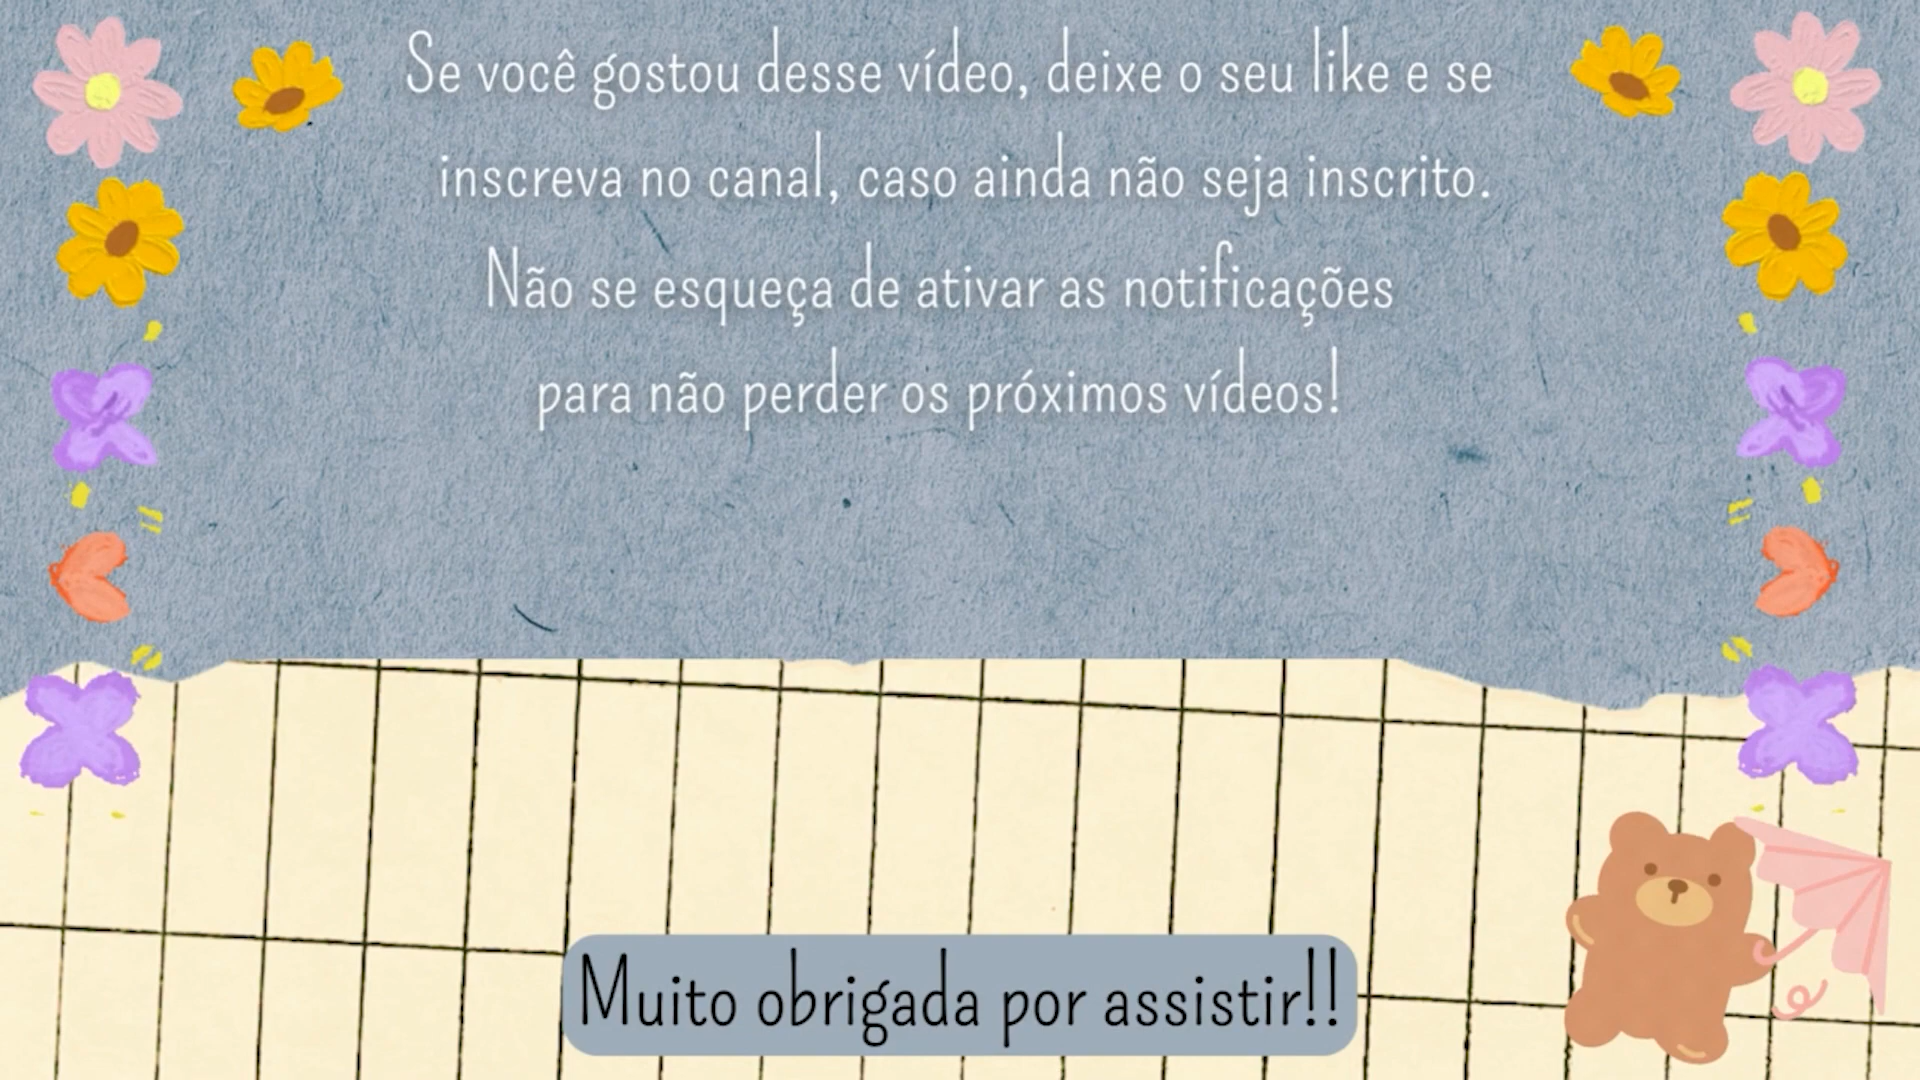 Se você gostou desse vídeo, deixe o seu like e se
inscreva no canal, caso ainda não seja inscrito.
Não se esqueça de ativar as notificações
para não perder os próximos vídeos!
Muito obrigada por assistir!!